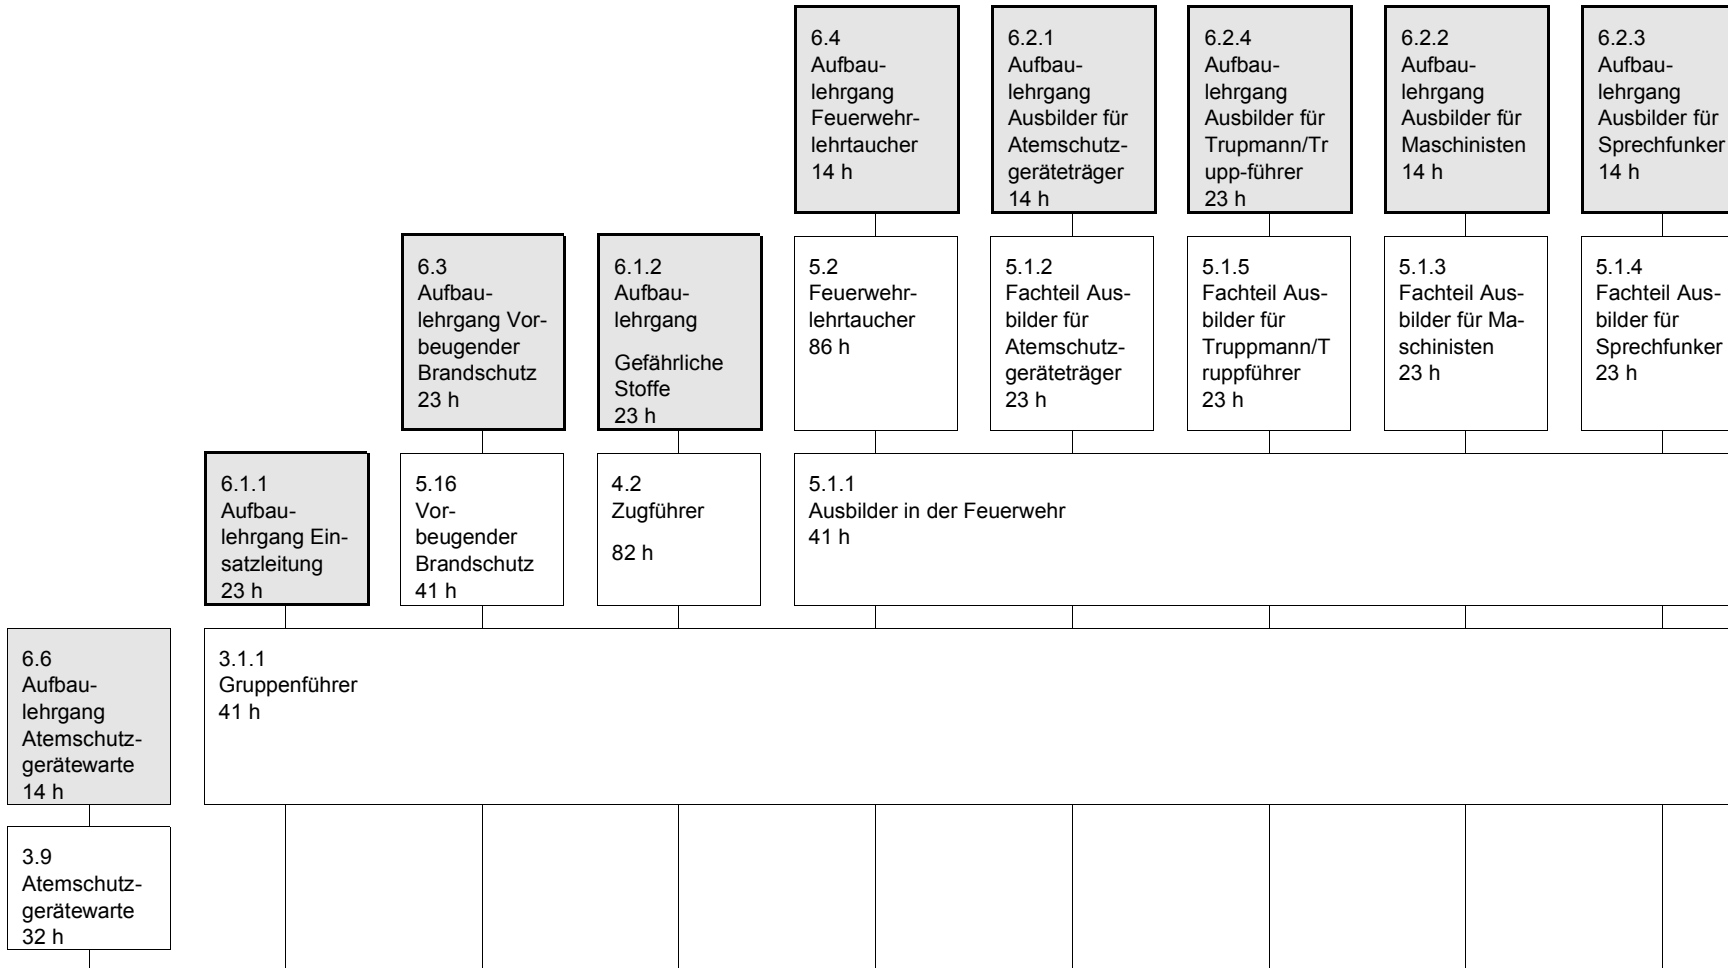 6.4
Aufbau-
lehrgang
Feuerwehr-
lehrtaucher
14 h
6.2.1
Aufbau-
lehrgang
Ausbilder für
Atemschutz-
geräteträger
14 h
6.2.4
Aufbau-
lehrgang
Ausbilder für
Trupmann/Tr
upp-führer
23 h
6.2.2
Aufbau-
lehrgang
Ausbilder für
Maschinisten
14 h
6.2.3
Aufbau-
lehrgang
Ausbilder für
Sprechfunker
14 h
6.3
Aufbau-
lehrgang Vor-
beugender
Brandschutz
23 h
6.1.2
Aufbau-
lehrgang
Gefährliche
Stoffe
23 h
5.2
Feuerwehr-
lehrtaucher
86 h
5.1.2
Fachteil Aus-
bilder für
Atemschutz-
geräteträger
23 h
5.1.5
Fachteil Aus-
bilder für
Truppmann/T
ruppführer
23 h
5.1.3
Fachteil Aus-
bilder für Ma-
schinisten
23 h
5.1.4
Fachteil Aus-
bilder für
Sprechfunker
23 h
6.1.1
Aufbau-
lehrgang Ein-
satzleitung
23 h
5.16
Vor-
beugender
Brandschutz
41 h
4.2
Zugführer
82 h
5.1.1
Ausbilder in der Feuerwehr
41 h
6.6
Aufbau-
lehrgang
Atemschutz-
gerätewarte
14 h
3.1.1
Gruppenführer
41 h
3.9
Atemschutz-
gerätewarte
32 h